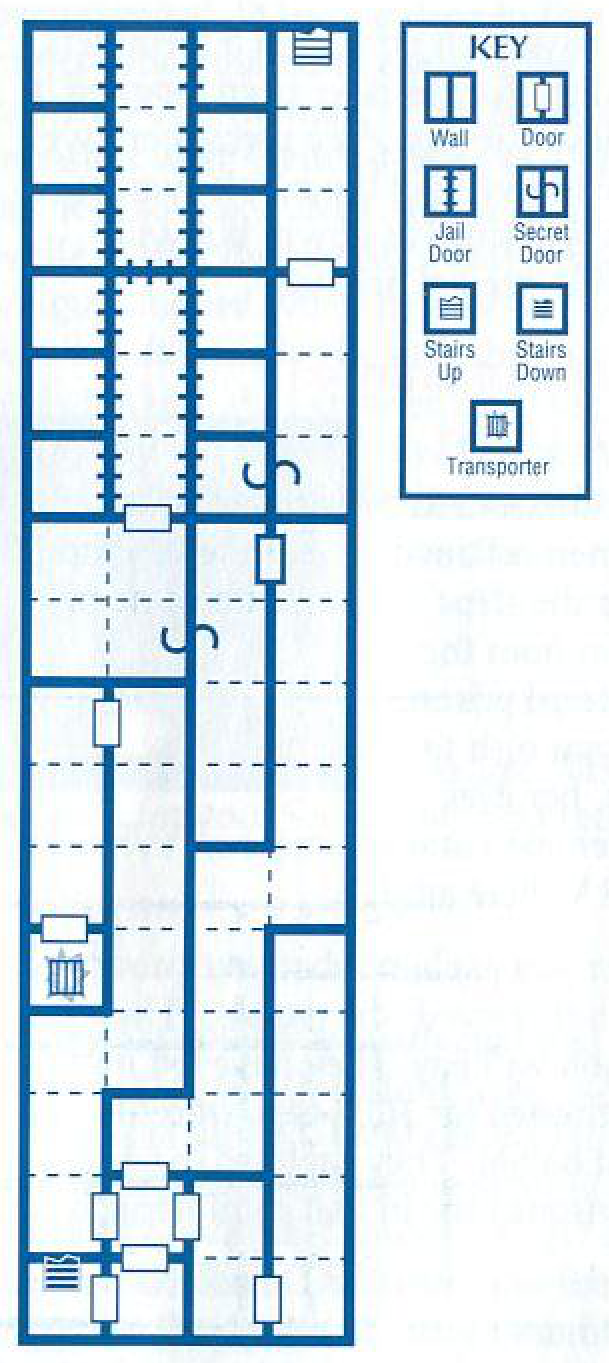 KEY
Wall
Door
Jail
Door
Secret
Door
Stairs
Up
Stairs
Down
Transporter